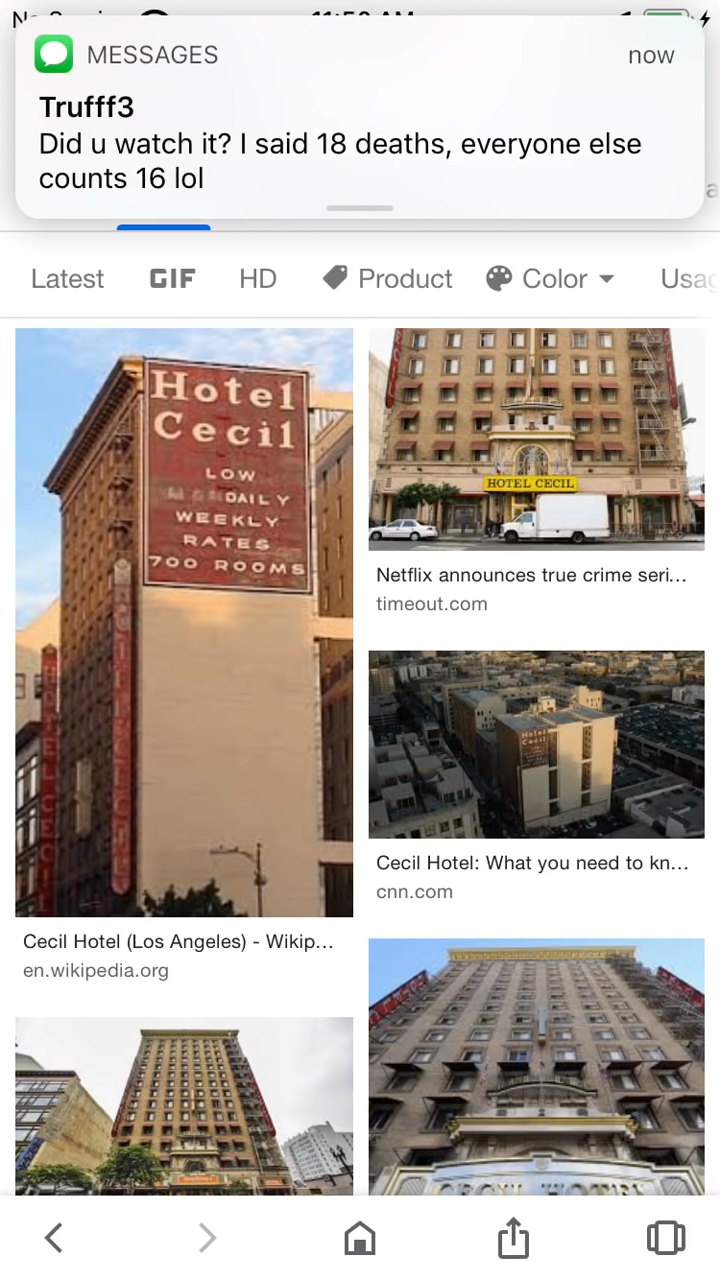 MESSAGES now
Trufff3
Did u watch it? I said 18 deaths, everyone else
counts 16 lol
Latest GIF HD Product Color
Hotel
Cecil
LOW
DAILY
WEEKLY
RATES
700 ROOMS
Cecil Hotel (Los Angeles) - Wikip...
en.wikipedia.org
HOTEL CECIL
Netflix announces true crime seri...
timeout.com
Hotel
Cecil
Cecil Hotel: What you need to kn...
cnn.com